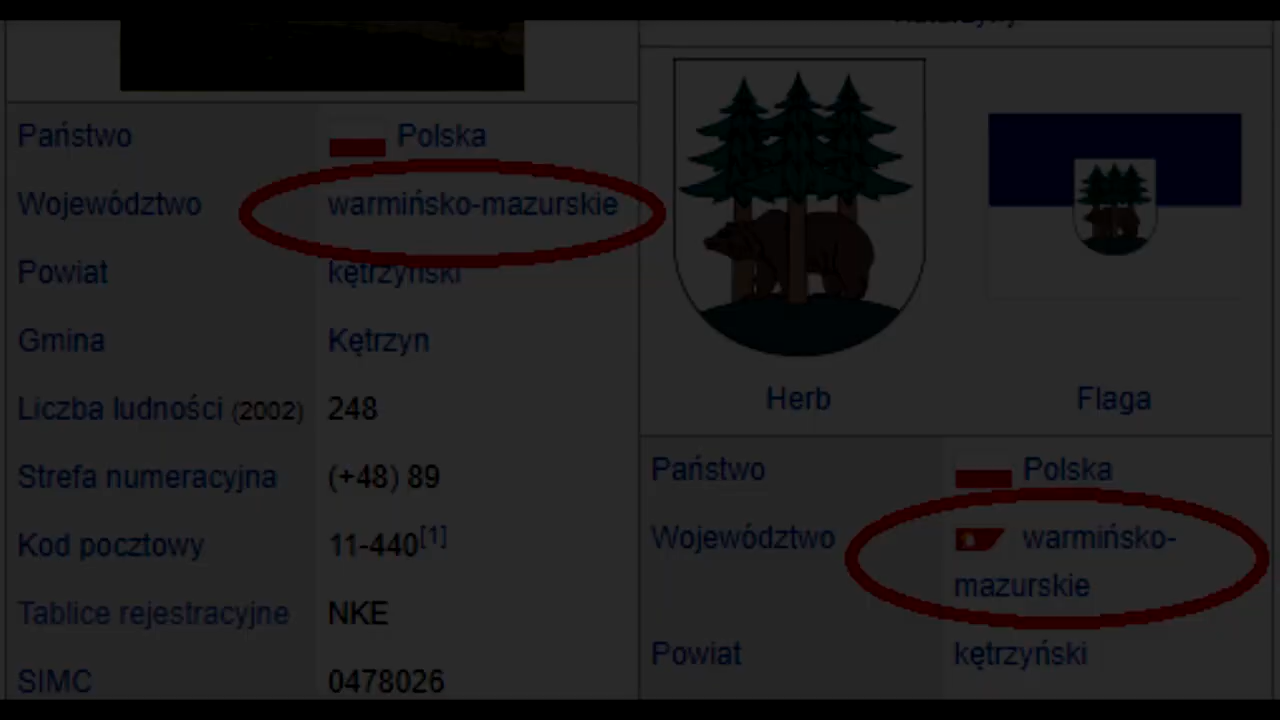 Państwo Polska
Województwo warmińsko-mazurskie
Powiat kętrzyński
Gmina Kętrzyn
Liczba ludności (2002) 248
Strefa numeracyjna (+48) 89
Kod pocztowy 11-440[1]
Tablice rejestracyjne NKE
SIMC 0478026
Herb Flaga
Państwo Polska
Województwo warmińsko-
mazurskie
Powiat kętrzyński